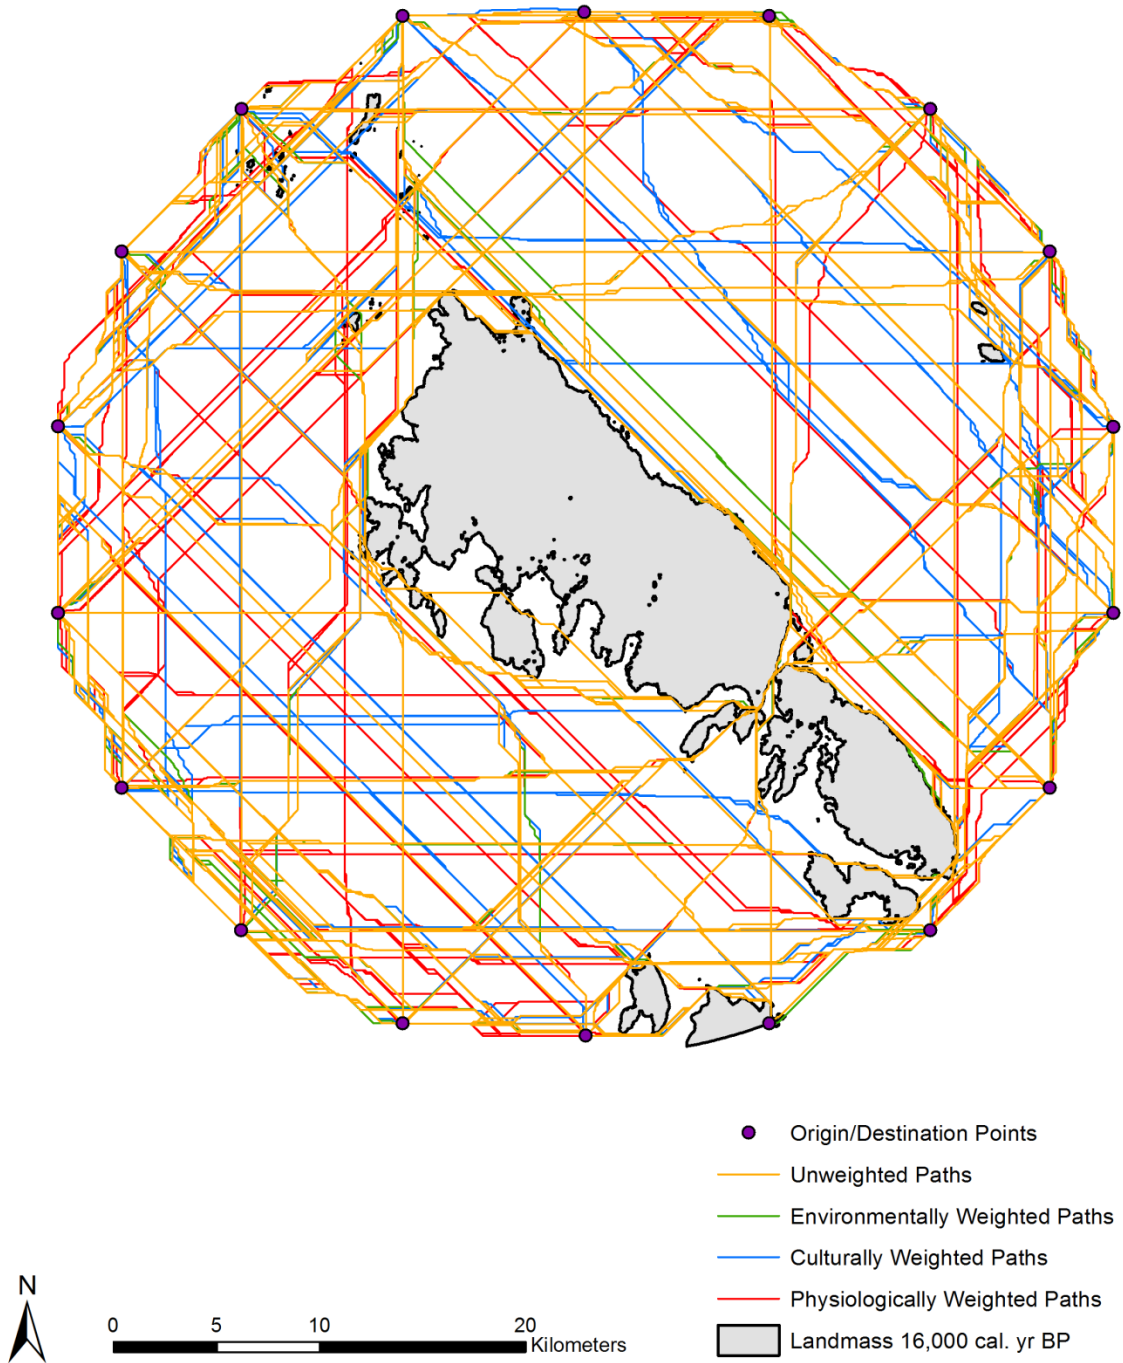 Origin/Destination Points
Unweighted Paths
Environmentally Weighted Paths
Culturally Weighted Paths
Physiologically Weighted Paths
Landmass 16,000 cal. yr BP
N
0 5 10 20
Kilometers